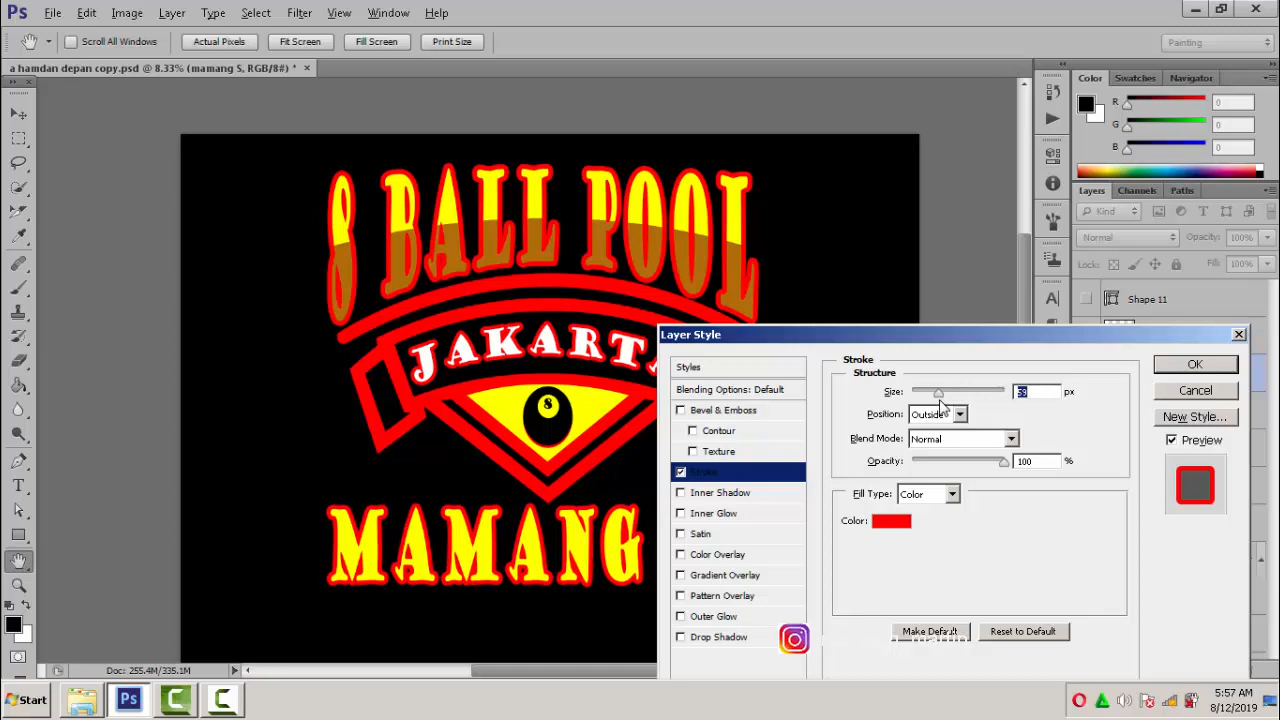 Ps File Edit Image Layer Type Select Filter View Window Help
Scroll All Windows Actual Pixels Fit Screen Fill Screen Print Size Painting
a hamdan depan copy.psd @ 8.33% (mamang S, RGB/8#) *
Color Swatches Navigator
R 0
G 0
B 0
Layers Channels Paths
Kind
Normal Opacity: 100%
Lock: Fill: 100%
Shape 11
8 BALL POOL
JAKARTA
8
MAMANG
Layer Style
Styles
Blending Options: Default
Bevel & Emboss
Contour
Texture
Stroke
Inner Shadow
Inner Glow
Satin
Color Overlay
Gradient Overlay
Pattern Overlay
Outer Glow
Drop Shadow
Stroke
Structure
Size: px
Position: Outside
Blend Mode: Normal
Opacity: 100 %
Fill Type: Color
Color:
Make Default Reset to Default
OK
Cancel
New Style...
Preview
Doc: 255.4M/335.1M
Start Ps
5:57 AM
8/12/2019